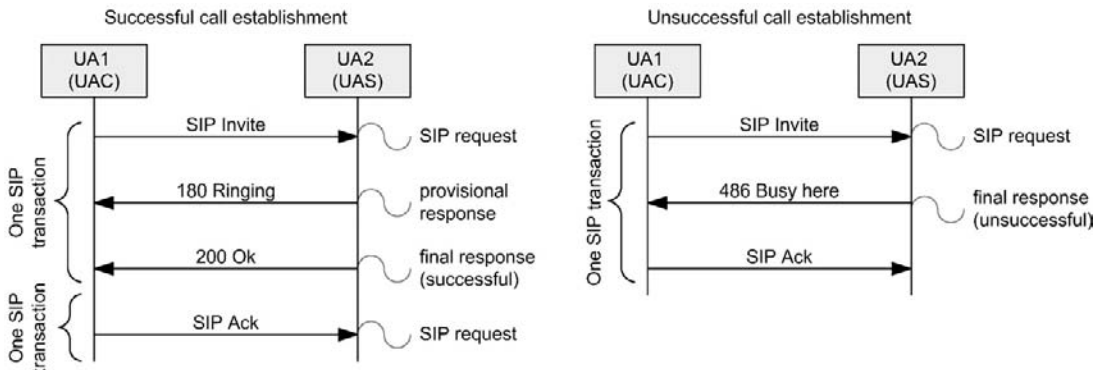 Successful call establishment
UA1
(UAC)
UA2
(UAS)
One SIP
transaction
SIP Invite
SIP request
180 Ringing
provisional
response
200 Ok
final response
(successful)
One SIP
transaction
SIP Ack
SIP request
Unsuccessful call establishment
UA1
(UAC)
UA2
(UAS)
One SIP transaction
SIP Invite
SIP request
486 Busy here
final response
(unsuccessful)
SIP Ack